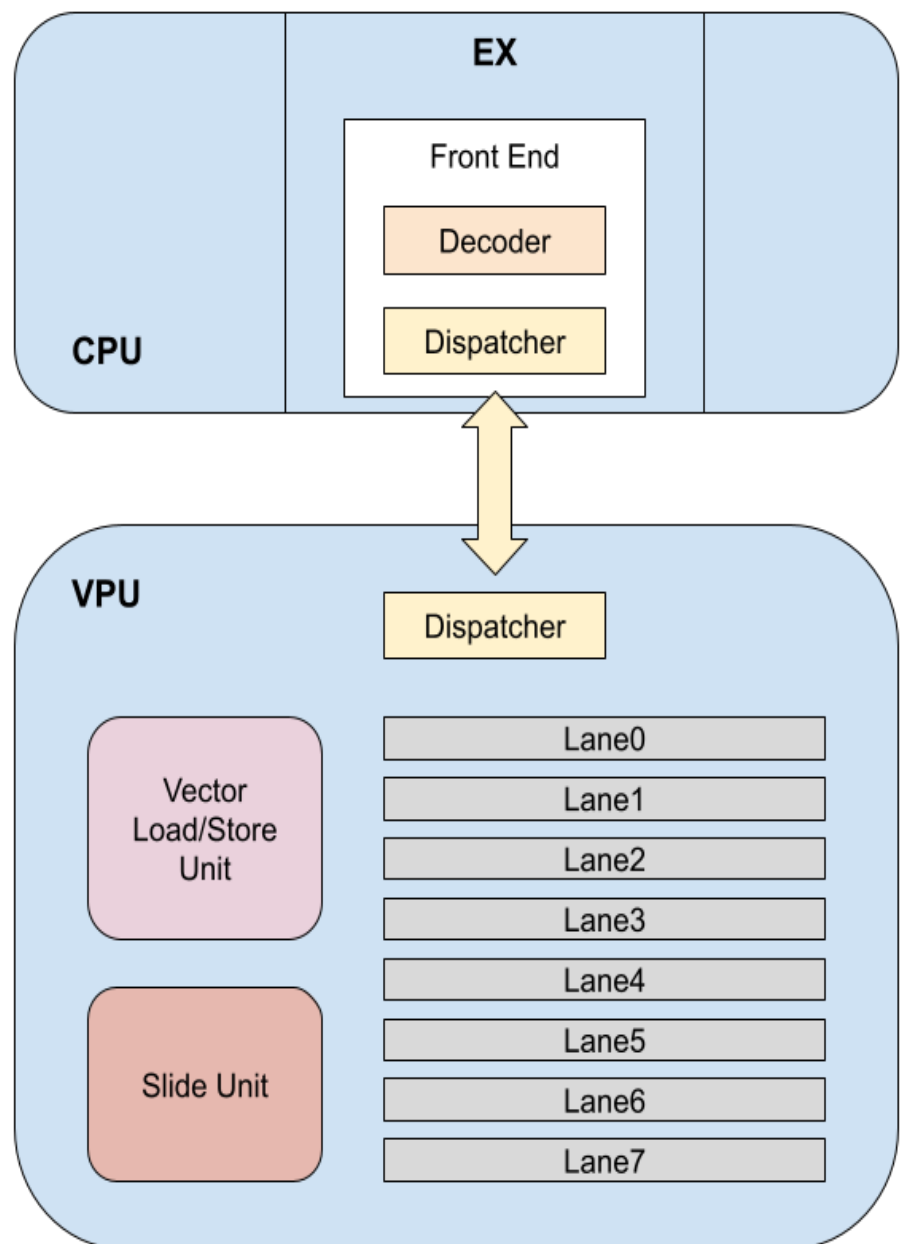 EX
Front End
Decoder
Dispatcher
CPU
VPU
Dispatcher
Vector
Load/Store
Unit
Slide Unit
Lane0
Lane1
Lane2
Lane3
Lane4
Lane5
Lane6
Lane7